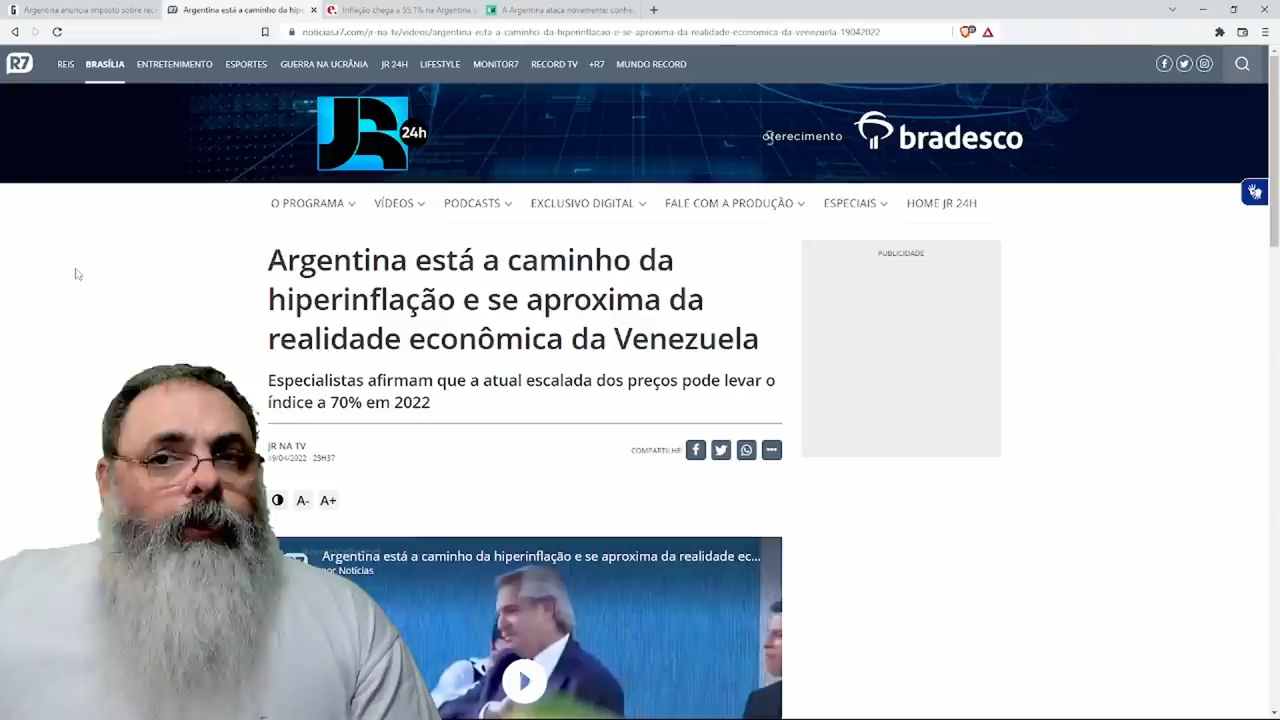 Argentina anuncia imposto sobre rec
Argentina está a caminho da hipe
Inflação chega a 55,1% na Argentina
A Argentina ataca novamente: conhe
noticias.r7.com/jr-na-tv/videos/argentina-esta-a-caminho-da-hiperinflacao-e-se-aproxima-da-realidade-economica-da-venezuela-19042022
R7 REIS BRASÍLIA ENTRETENIMENTO ESPORTES GUERRA NA UCRÂNIA JR 24H LIFESTYLE MONITOR7 RECORD TV +R7 MUNDO RECORD
JR 24h
oferecimento bradesco
O PROGRAMA VÍDEOS PODCASTS EXCLUSIVO DIGITAL FALE COM A PRODUÇÃO ESPECIAIS HOME JR 24H
Argentina está a caminho da
hiperinflação e se aproxima da
realidade econômica da Venezuela
PUBLICIDADE
Especialistas afirmam que a atual escalada dos preços pode levar o
índice a 70% em 2022
JR NA TV
19/04/2022 - 23H37
COMPARTILHE:
A- A+
Argentina está a caminho da hiperinflação e se aproxima da realidade ec...
por Notícias